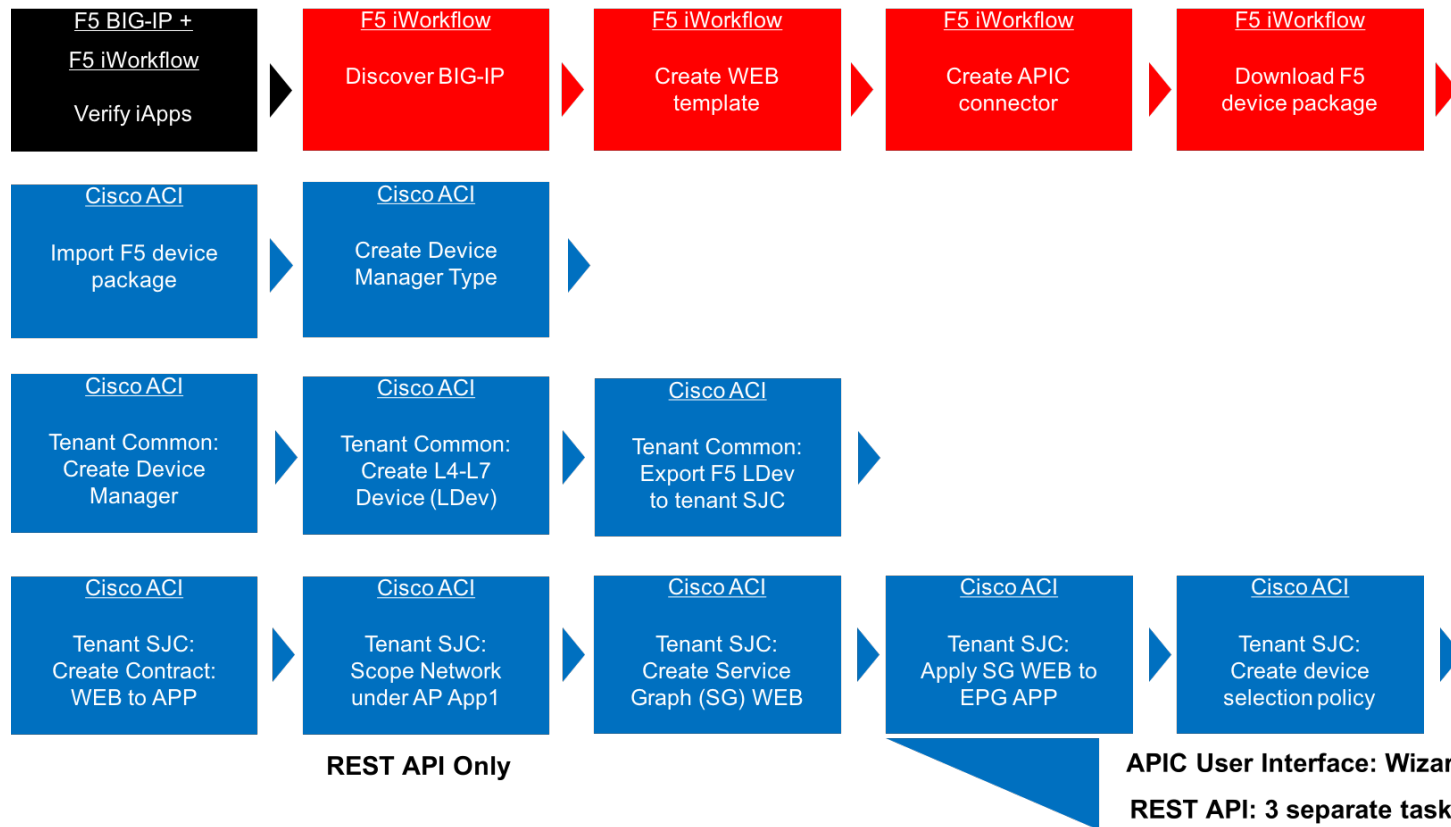 F5 BIG-IP +
F5 iWorkflow
Verify iApps
F5 iWorkflow
Discover BIG-IP
F5 iWorkflow
Create WEB
template
F5 iWorkflow
Create APIC
connector
F5 iWorkflow
Download F5
device package
Cisco ACI
Import F5 device
package
Cisco ACI
Create Device
Manager Type
Cisco ACI
Tenant Common:
Create Device
Manager
Cisco ACI
Tenant Common:
Create L4-L7
Device (LDev)
Cisco ACI
Tenant Common:
Export F5 LDev
to tenant SJC
Cisco ACI
Tenant SJC:
Create Contract:
WEB to APP
Cisco ACI
Tenant SJC:
Scope Network
under AP App1
Cisco ACI
Tenant SJC:
Create Service
Graph (SG) WEB
Cisco ACI
Tenant SJC:
Apply SG WEB to
EPG APP
Cisco ACI
Tenant SJC:
Create device
selection policy
REST API Only
APIC User Interface: Wizar
REST API: 3 separate task